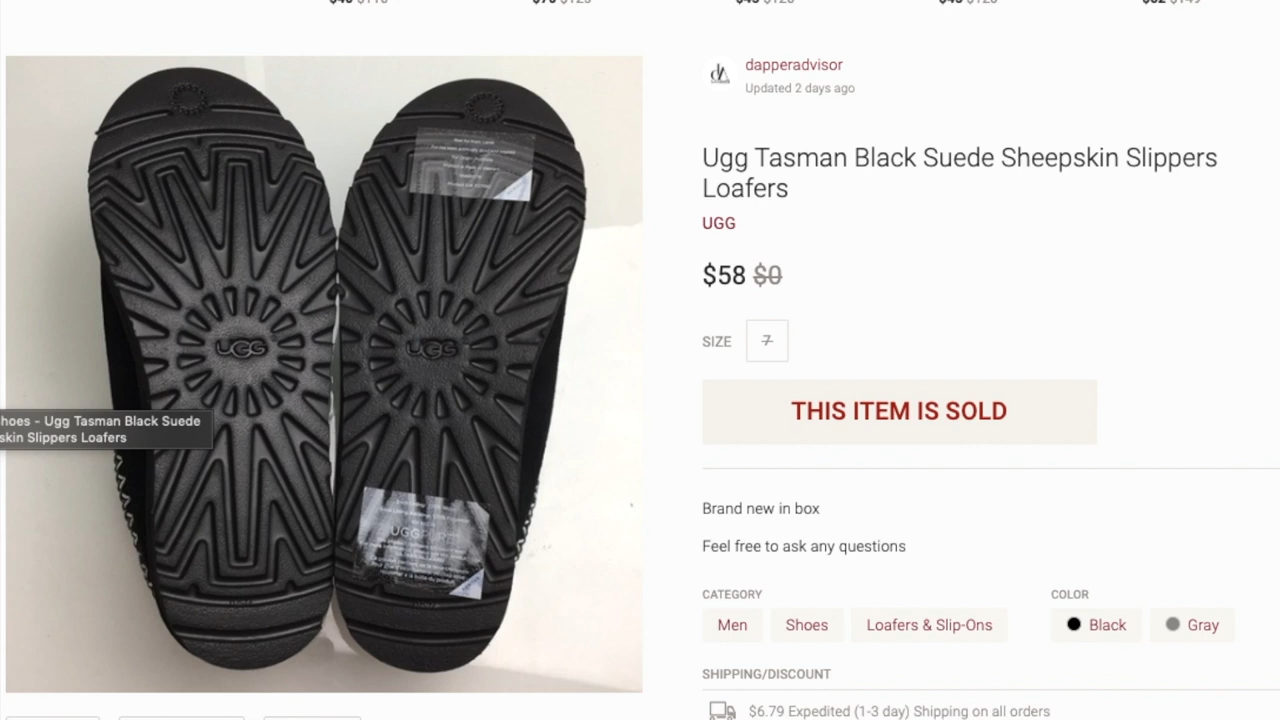 dapperadvisor
Updated 2 days ago
Ugg Tasman Black Suede Sheepskin Slippers
Loafers
UGG
$58 $0
SIZE 7
THIS ITEM IS SOLD
Brand new in box
Feel free to ask any questions
CATEGORY COLOR
Men Shoes Loafers & Slip-Ons Black Gray
SHIPPING/DISCOUNT
$6.79 Expedited (1-3 day) Shipping on all orders
UGG UGG
hoes - Ugg Tasman Black Suede
skin Slippers Loafers